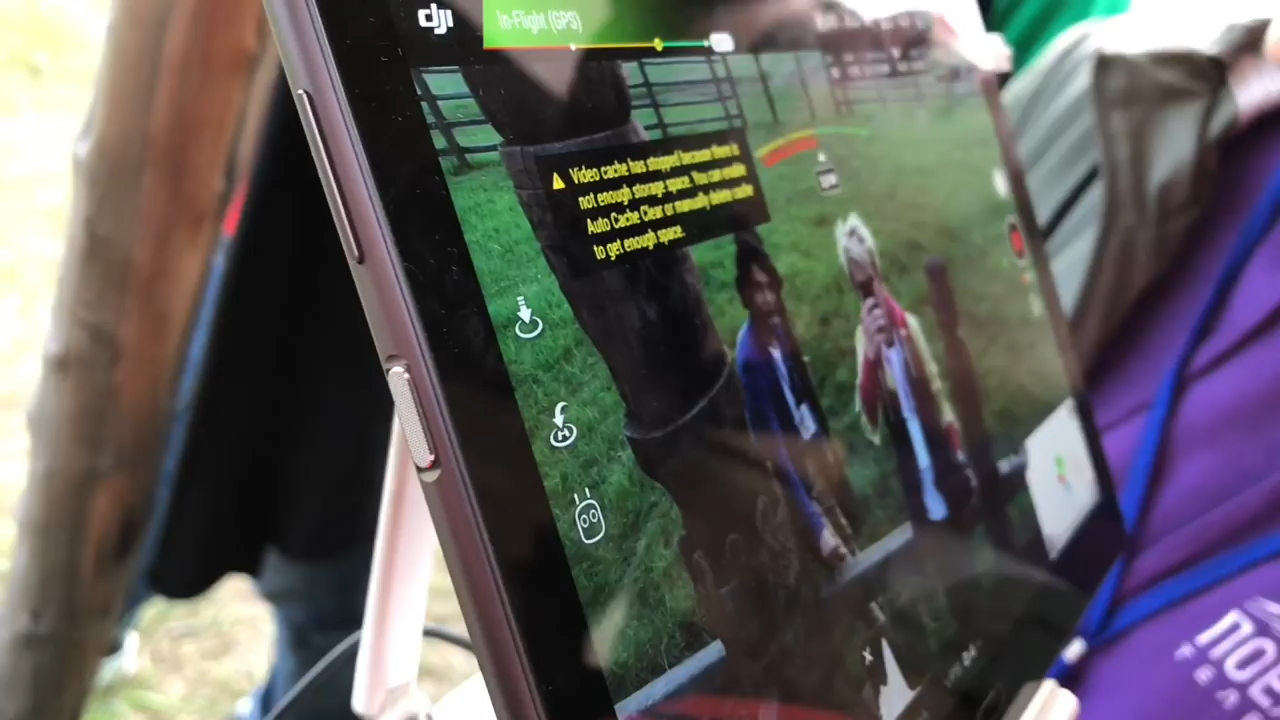 dji
In-Flight (GPS)
Video cache has stopped because there is
not enough storage space. You can enable
Auto Cache Clear or manually delete cache
to get enough space.
H